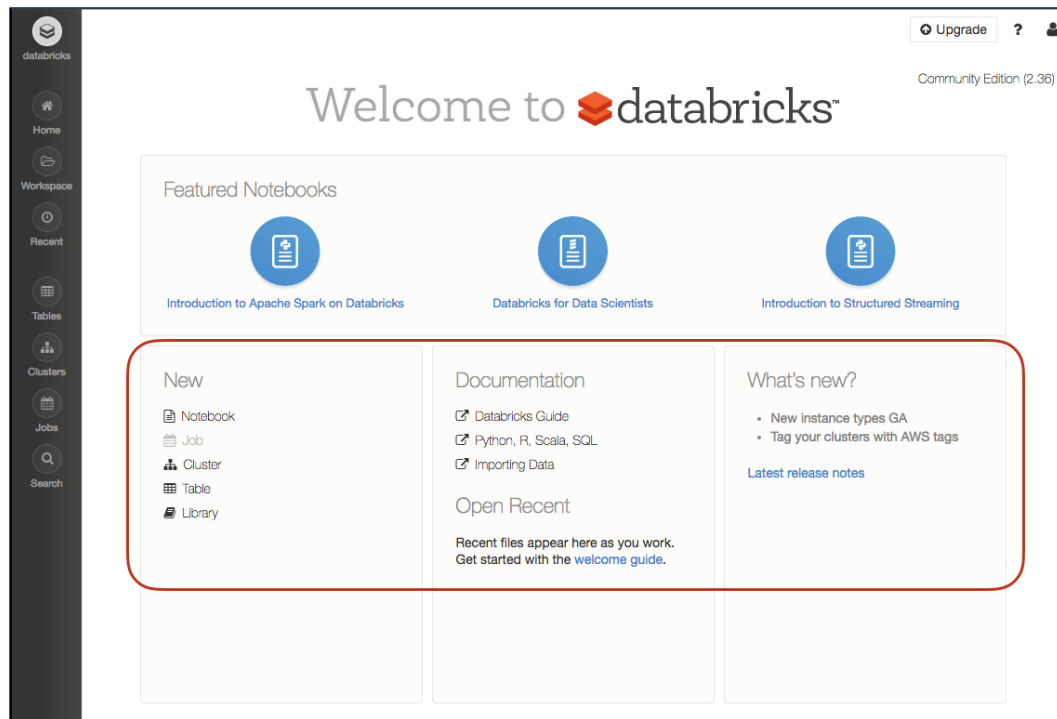 databricks
Home
Workspace
Recent
Tables
Clusters
Jobs
Search
Upgrade ?
Community Edition (2.36)
Welcome to databricks™
Featured Notebooks
Introduction to Apache Spark on Databricks
Databricks for Data Scientists
Introduction to Structured Streaming
New
Notebook
Job
Cluster
Table
Library
Documentation
Databricks Guide
Python, R, Scala, SQL
Importing Data
Open Recent
Recent files appear here as you work.
Get started with the welcome guide.
What's new?
• New instance types GA
• Tag your clusters with AWS tags
Latest release notes